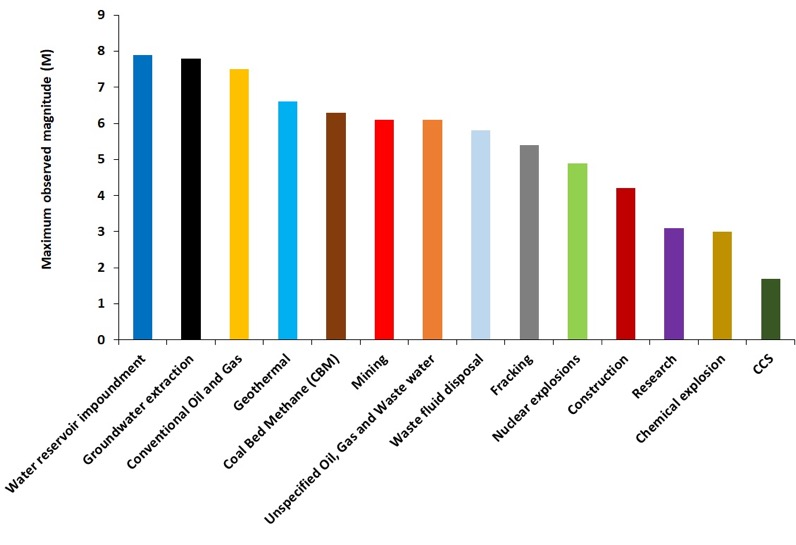 Maximum observed magnitude (M)
9
8
7
6
5
4
3
2
1
0
Water reservoir impoundment
Groundwater extraction
Conventional Oil and Gas
Geothermal
Coal Bed Methane (CBM)
Mining
Unspecified Oil, Gas and Waste water
Waste fluid disposal
Fracking
Nuclear explosions
Construction
Research
Chemical explosion
CCS